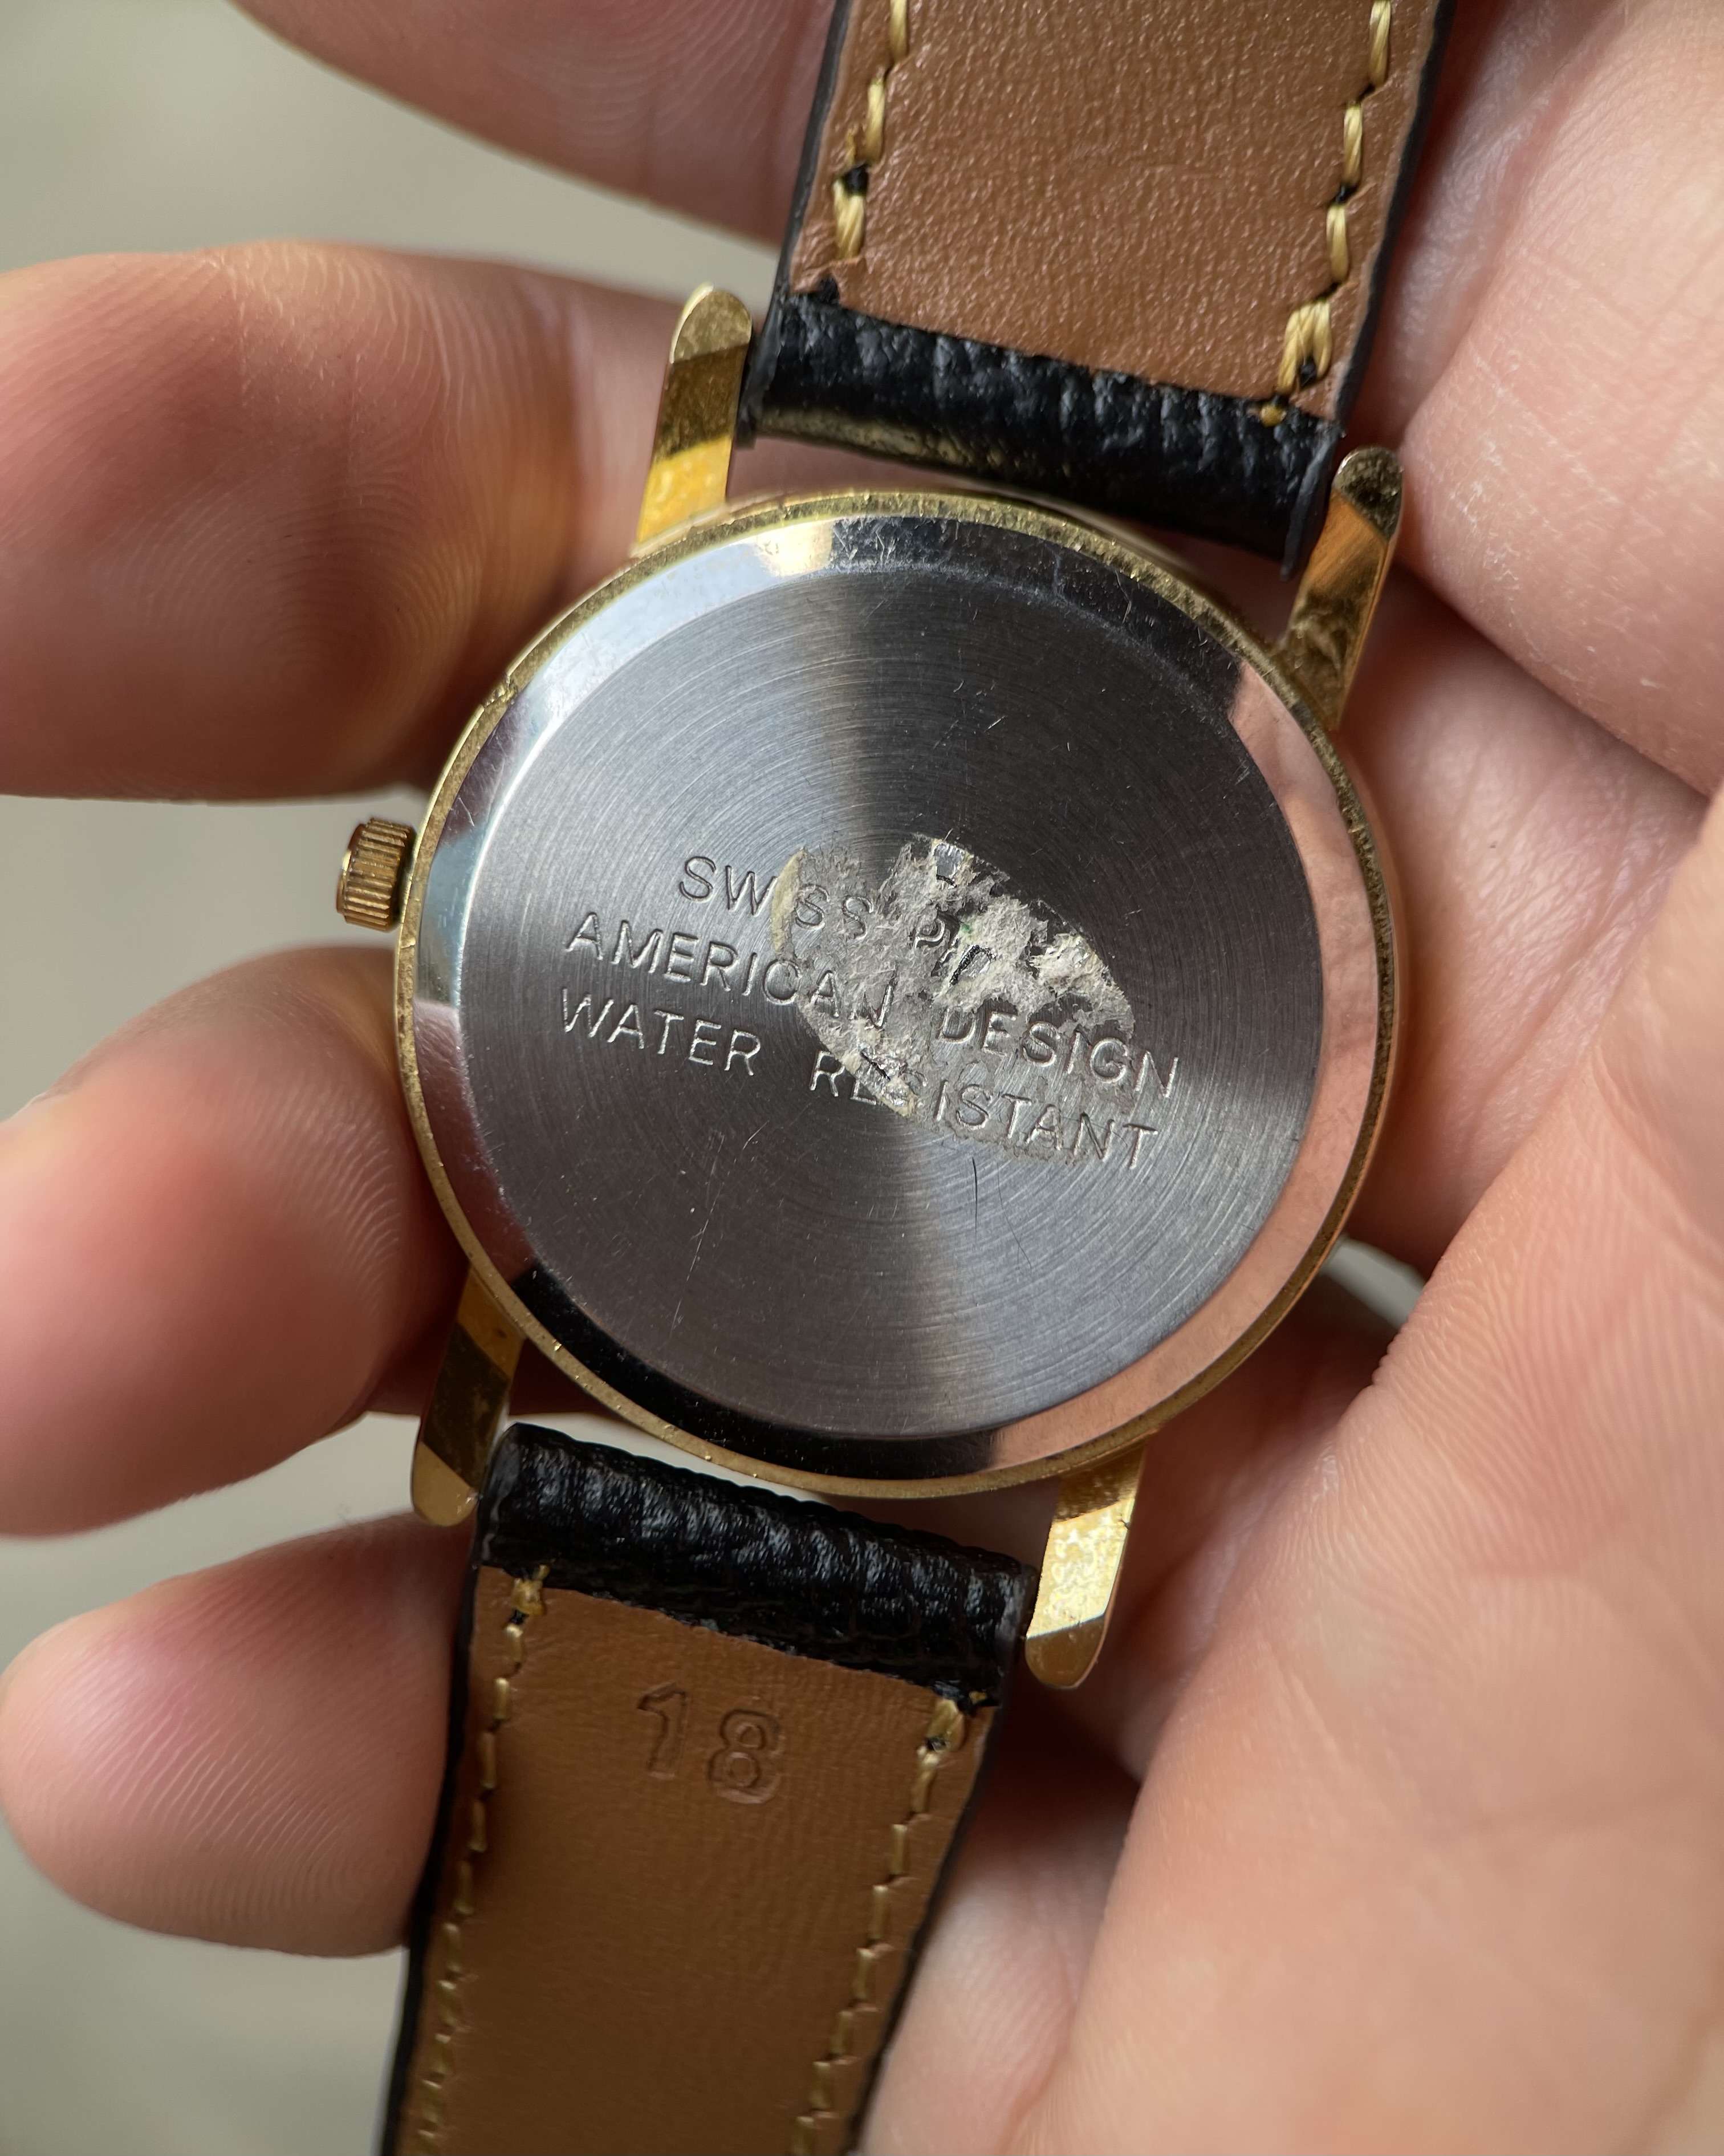 SWISS
AMERICAN DESIGN
WATER RESISTANT
18